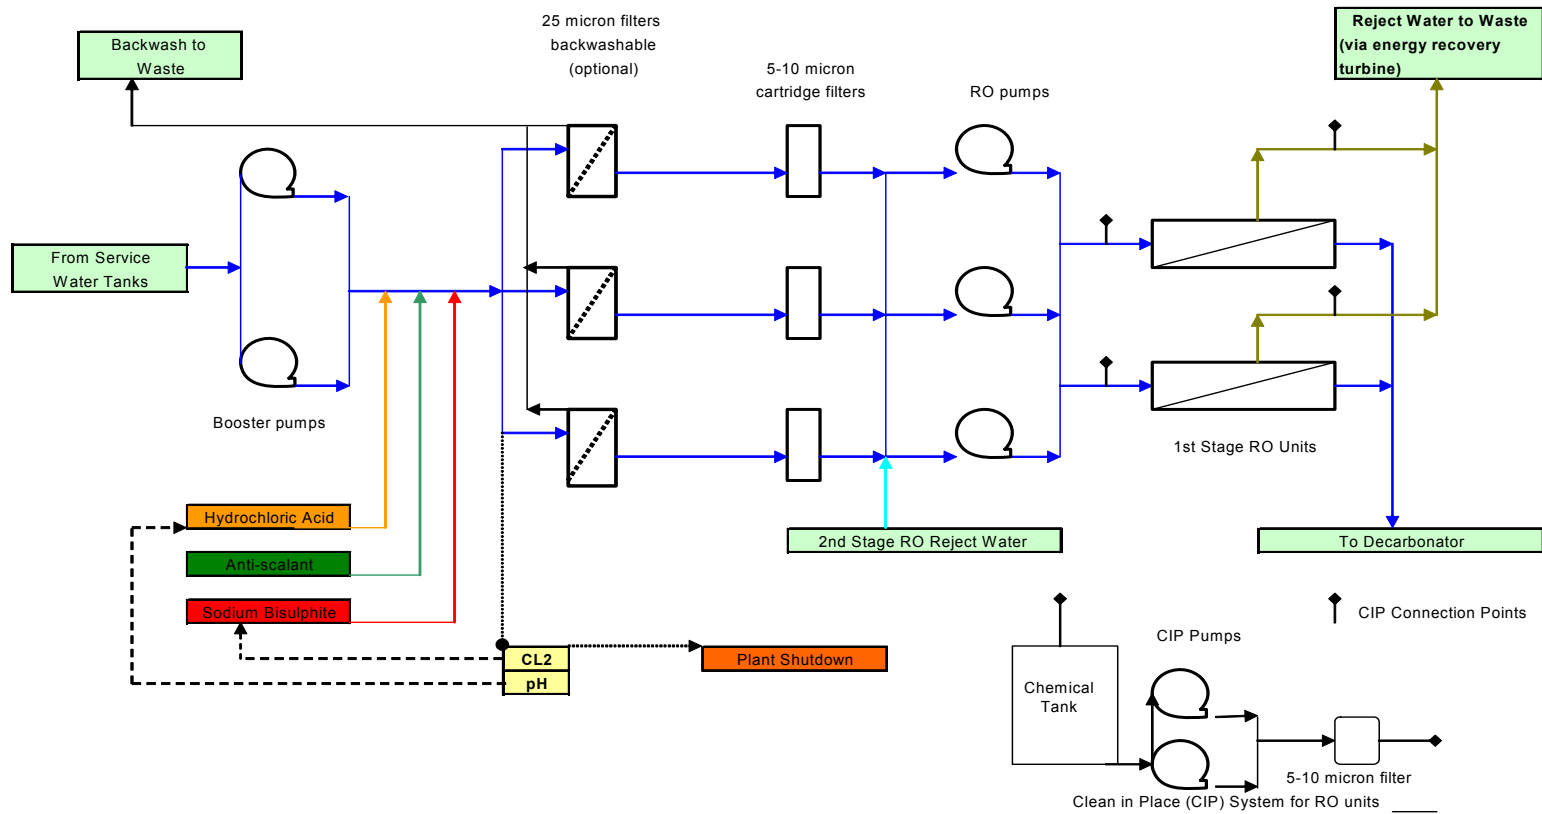 25 micron filters
backwashable
(optional)
Backwash to
Waste
5-10 micron
cartridge filters
RO pumps
Reject Water to Waste
(via energy recovery
turbine)
From Service
Water Tanks
Booster pumps
1st Stage RO Units
Hydrochloric Acid
Anti-scalant
Sodium Bisulphite
2nd Stage RO Reject Water
To Decarbonator
CL2
pH
Plant Shutdown
CIP Connection Points
CIP Pumps
Chemical
Tank
5-10 micron filter
Clean in Place (CIP) System for RO units